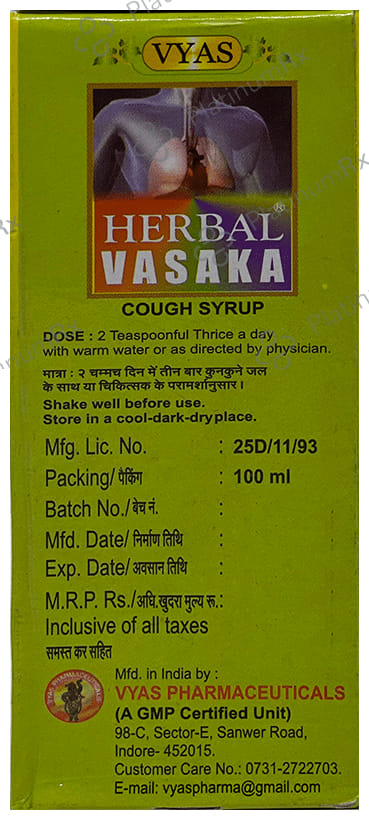 VYAS
HERBAL®
VASAKA
COUGH SYRUP
DOSE : 2 Teaspoonful Thrice a day
with warm water or as directed by physician.
मात्रा : २ चम्मच दिन में तीन बार कुनकुने जल
के साथ या चिकित्सक के परामर्शानुसार।
Shake well before use.
Store in a cool-dark-dryplace.
Mfg. Lic. No. : 25D/11/93
Packing/ पैकिंग : 100 ml
Batch No./बेच नं. :
Mfd. Date/ निर्माण तिथि :
Exp. Date/ अवसान तिथि :
M.R.P. Rs./अधि.खुदरा मुल्य रू.:
Inclusive of all taxes
समस्त कर सहित
VYAS PHARMACEUTICALS
Mfd. in India by :
VYAS PHARMACEUTICALS
(A GMP Certified Unit)
98-C, Sector-E, Sanwer Road,
Indore- 452015.
Customer Care No.: 0731-2722703.
E-mail: vyaspharma@gmail.com
PlatinumRx